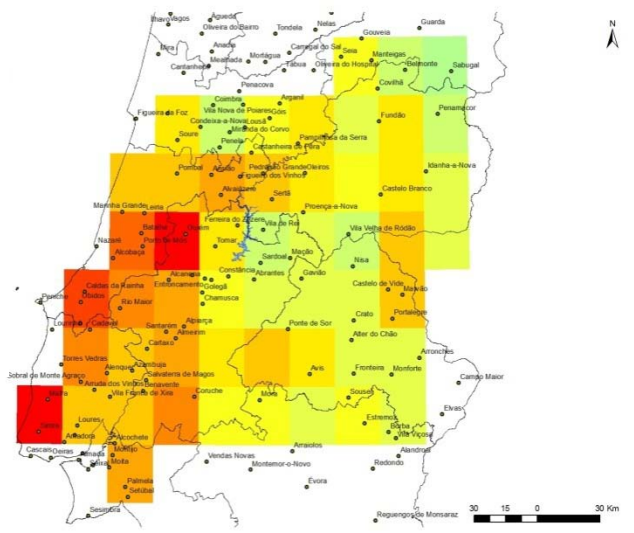 Ílhavo Vagos
Águeda
Oliveira do Bairro
Tondela
Nelas
Guarda
Gouveia
Mira
Anadia
Mealhada
Mortágua
Carregal do Sal
Seia
Manteigas
Cantanhede
Tábua
Oliveira do Hospital
Belmonte
Sabugal
Penacova
Covilhã
Figueira da Foz
Coimbra
Arganil
Vila Nova de Poiares
Góis
Fundão
Penamacor
Condeixa-a-Nova
Lousã
Miranda do Corvo
Soure
Penela
Castanheira de Pêra
Pampilhosa da Serra
Pombal
Ansião
Pedrógão Grande
Oleiros
Figueiró dos Vinhos
Idanha-a-Nova
Alvaiázere
Sertã
Castelo Branco
Marinha Grande
Leiria
Proença-a-Nova
Batalha
Ourém
Ferreira do Zêzere
Vila de Rei
Vila Velha de Ródão
Nazaré
Porto de Mós
Tomar
Alcobaça
Sardoal
Mação
Nisa
Alcanena
Constância
Abrantes
Gavião
Entroncamento
Golegã
Castelo de Vide
Marvão
Peniche
Caldas da Rainha
Óbidos
Rio Maior
Chamusca
Crato
Portalegre
Lourinhã
Cadaval
Santarém
Alpiarça
Almeirim
Ponte de Sor
Alter do Chão
Cartaxo
Arronches
Torres Vedras
Alenquer
Azambuja
Salvaterra de Magos
Avis
Fronteira
Monforte
Campo Maior
Sobral de Monte Agraço
Arruda dos Vinhos
Benavente
Vila Franca de Xira
Coruche
Mora
Sousel
Mafra
Elvas
Sintra
Loures
Estremoz
Borba
Vila Viçosa
Amadora
Alcochete
Cascais
Oeiras
Almada
Montijo
Arraiolos
Alandroal
Seixal
Moita
Vendas Novas
Montemor-o-Novo
Redondo
Palmela
Setúbal
Évora
Sesimbra
Reguengos de Monsaraz
N
30 15 0 30 Km